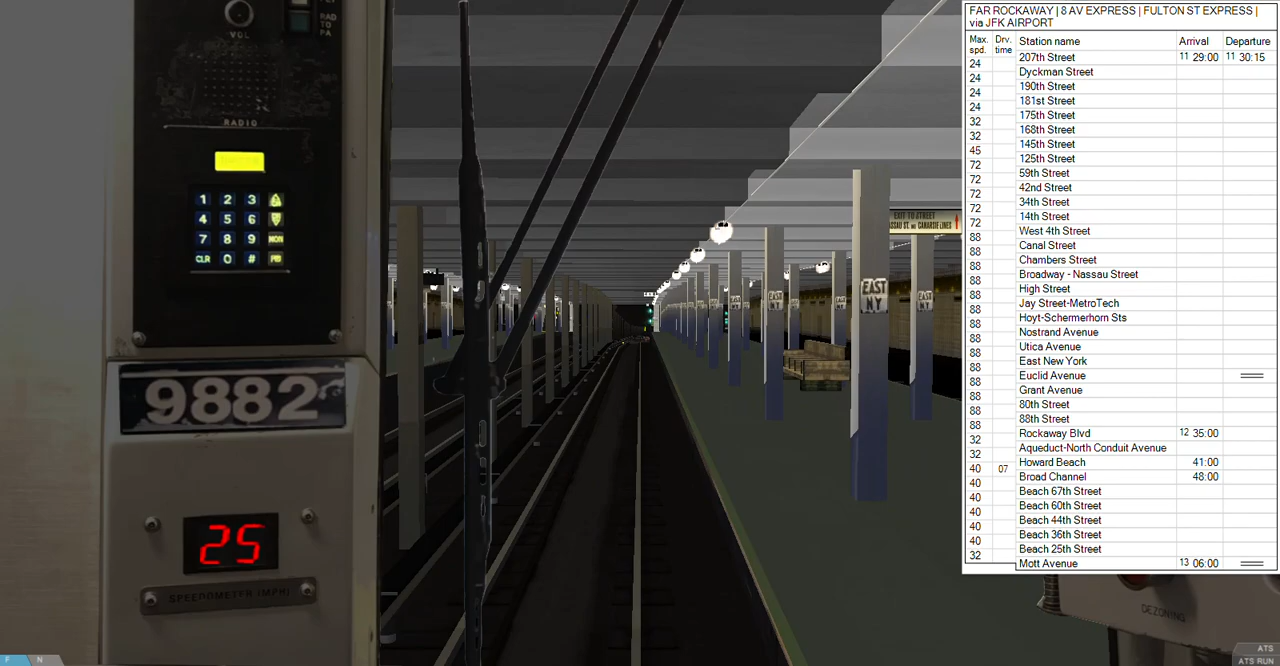 RAD
TO
PA
VOL
RADIO
1 2 3
4 5 6
7 8 9 MON
CLR 0 # PB
9882
25
SPEEDOMETER (MPH)
F N
EXIT TO STREET
NASSAU ST. AND CANARSIE LINES
EAST NY
EAST NY
EAST NY
EAST NY
FAR ROCKAWAY | 8 AV EXPRESS | FULTON ST EXPRESS |
via JFK AIRPORT
Max. spd. Drv. time Station name Arrival Departure
207th Street 11 29:00 11 30:15
24
Dyckman Street
24
190th Street
24
181st Street
24
175th Street
32
168th Street
32
145th Street
45
125th Street
72
59th Street
72
42nd Street
72
34th Street
72
14th Street
88
West 4th Street
88
Canal Street
88
Chambers Street
88
Broadway - Nassau Street
88
High Street
88
Jay Street-MetroTech
88
Hoyt-Schermerhorn Sts
88
Nostrand Avenue
88
Utica Avenue
88
East New York
88
Euclid Avenue
88
Grant Avenue
88
80th Street
88
88th Street
88
Rockaway Blvd 12 35:00
32
Aqueduct-North Conduit Avenue
32
Howard Beach 41:00
40 07
Broad Channel 48:00
40
Beach 67th Street
40
Beach 60th Street
40
Beach 44th Street
40
Beach 36th Street
40
Beach 25th Street
32
Mott Avenue 13 06:00
DEZONING
ATS
ATS RUN